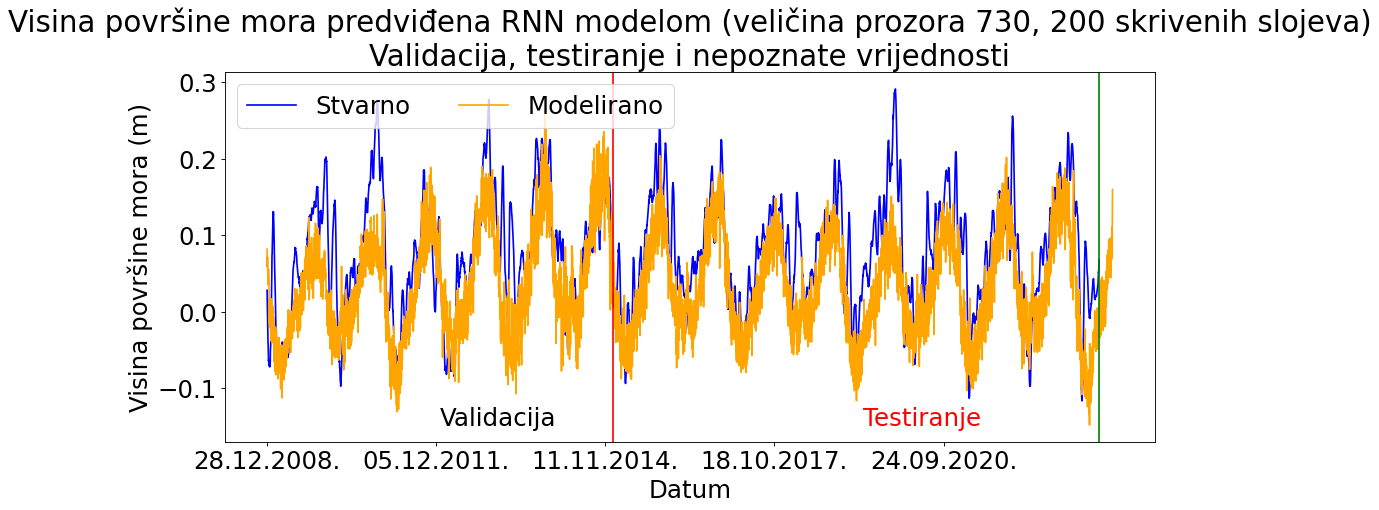 Visina površine mora predviđena RNN modelom (veličina prozora 730, 200 skrivenih slojeva)
Validacija, testiranje i nepoznate vrijednosti
Stvarno Modelirano
Visina površine mora (m)
0.3
0.2
0.1
0.0
−0.1
Validacija Testiranje
28.12.2008. 05.12.2011. 11.11.2014. 18.10.2017. 24.09.2020.
Datum